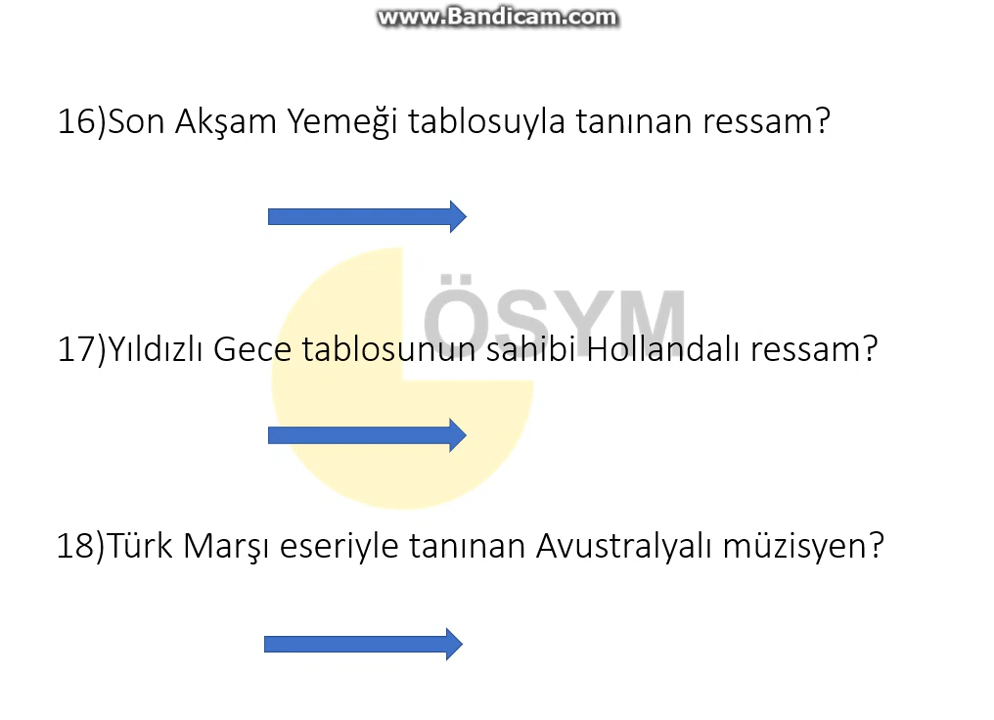 www.Bandicam.com
16)Son Akşam Yemeği tablosuyla tanınan ressam?
ÖSYM
17)Yıldızlı Gece tablosunun sahibi Hollandalı ressam?
18)Türk Marşı eseriyle tanınan Avustralyalı müzisyen?